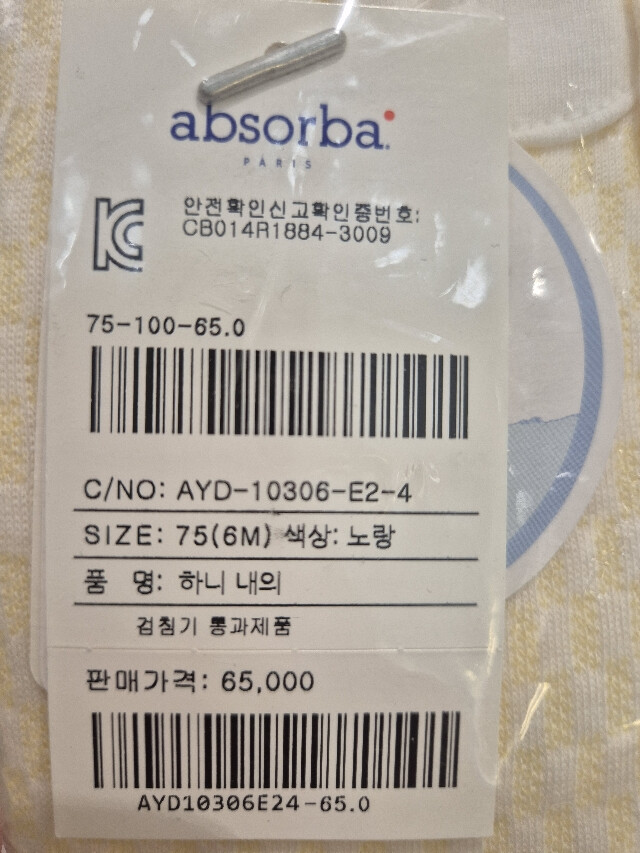 absorba.
PARIS
안전확인신고확인증번호:
CB014R1884-3009
75-100-65.0
C/NO: AYD-10306-E2-4
SIZE: 75(6M) 색상: 노랑
품 명: 하니 내의
검침기 통과제품
판매가격: 65,000
AYD10306E24-65.0